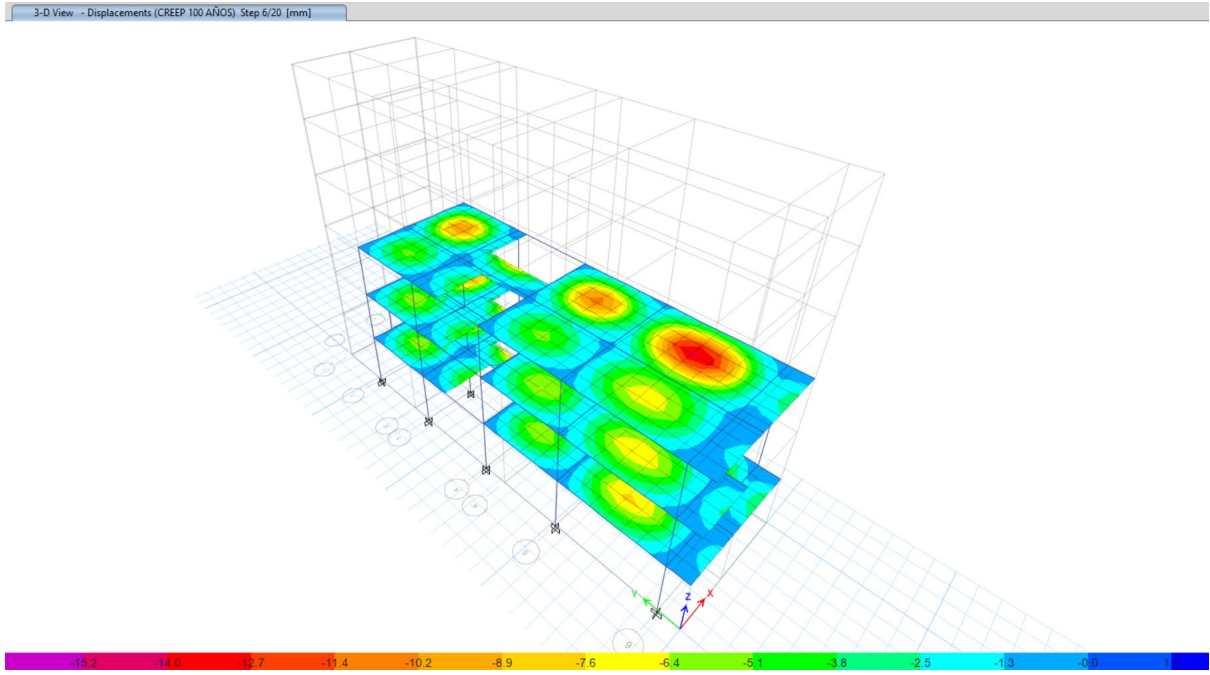 3-D View - Displacements (CREEP 100 AÑOS) Step 6/20 [mm]
Z
X
Y
-15.2 -14.0 -12.7 -11.4 -10.2 -8.9 -7.6 -6.4 -5.1 -3.8 -2.5 -1.3 -0.0